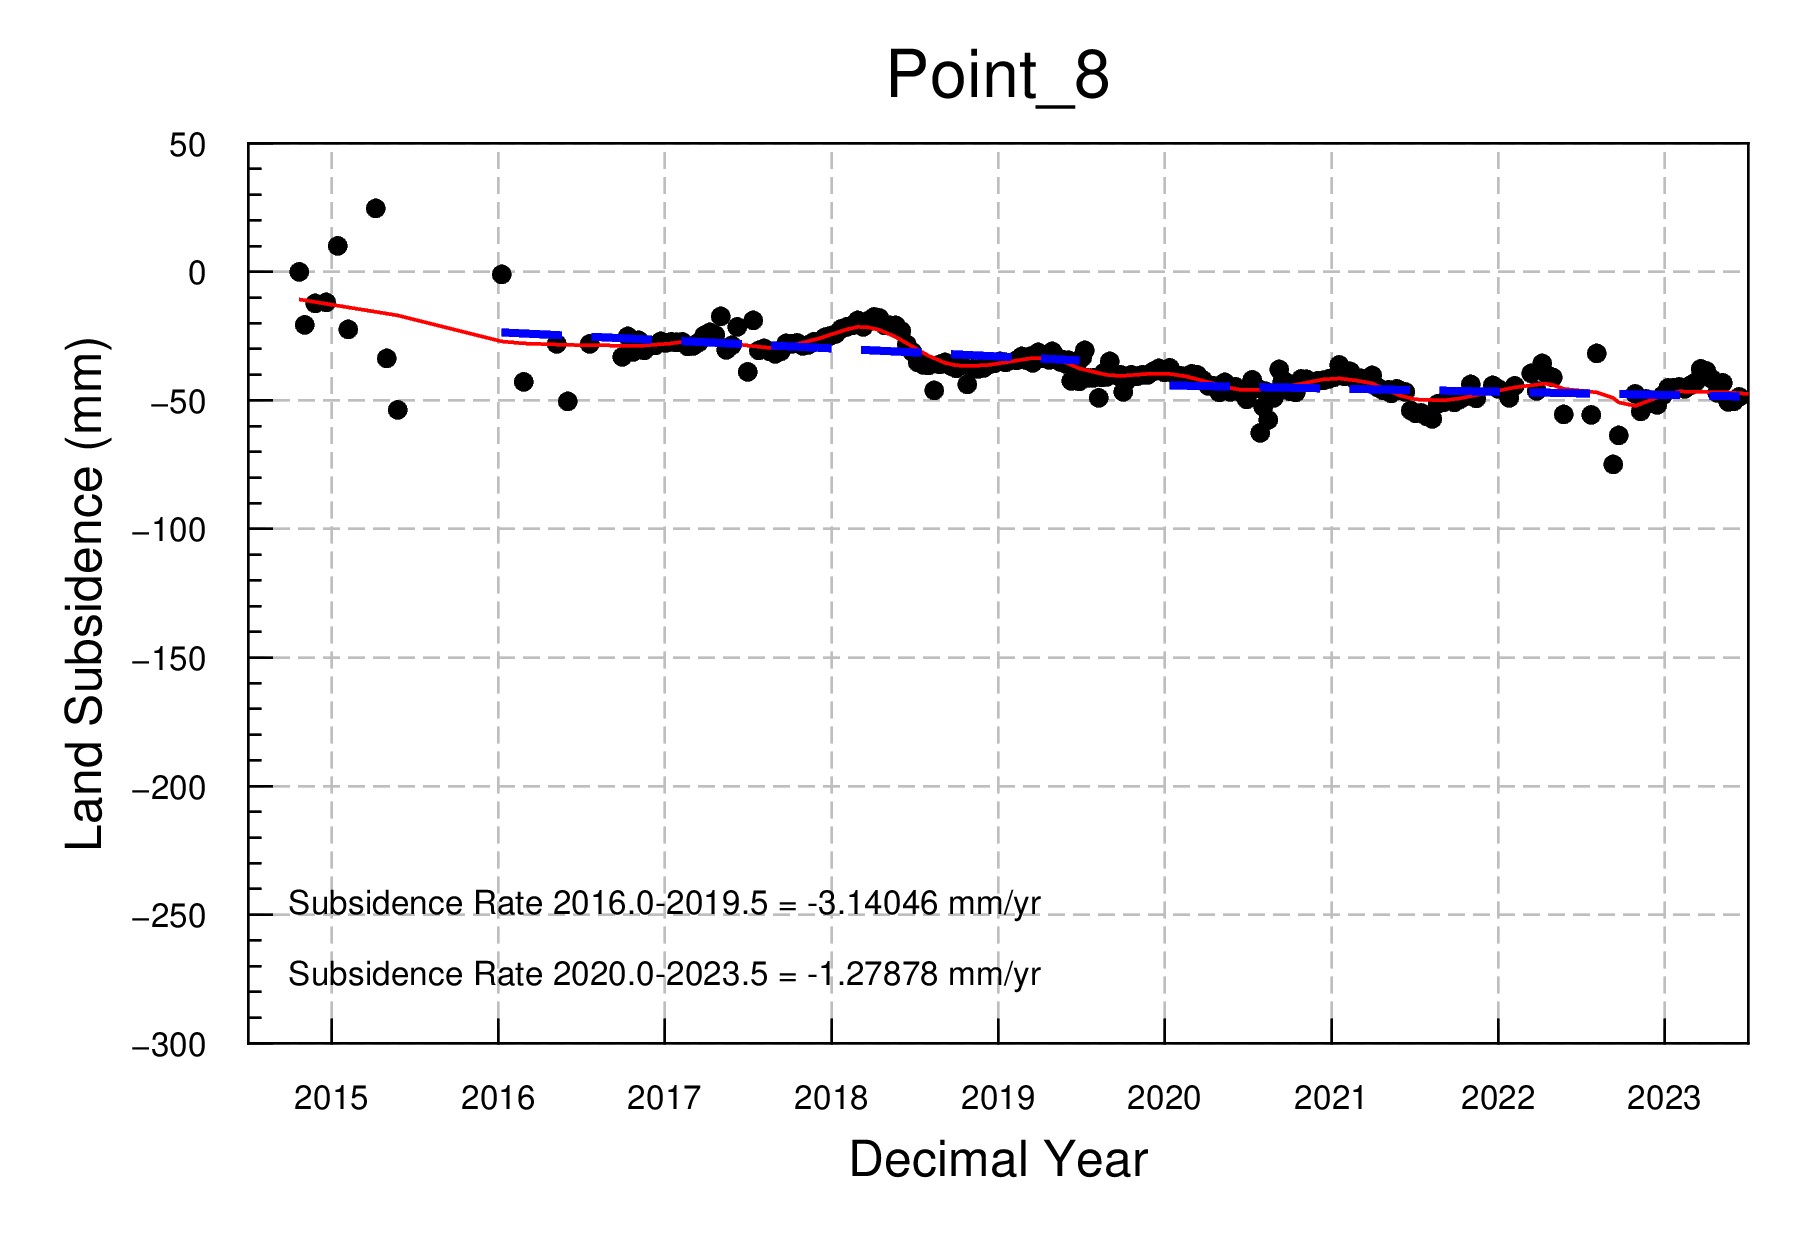 Point_8
50
0
−50
−100
−150
−200
−250
−300
Land Subsidence (mm)
Subsidence Rate 2016.0-2019.5 = -3.14046 mm/yr
Subsidence Rate 2020.0-2023.5 = -1.27878 mm/yr
2015 2016 2017 2018 2019 2020 2021 2022 2023
Decimal Year